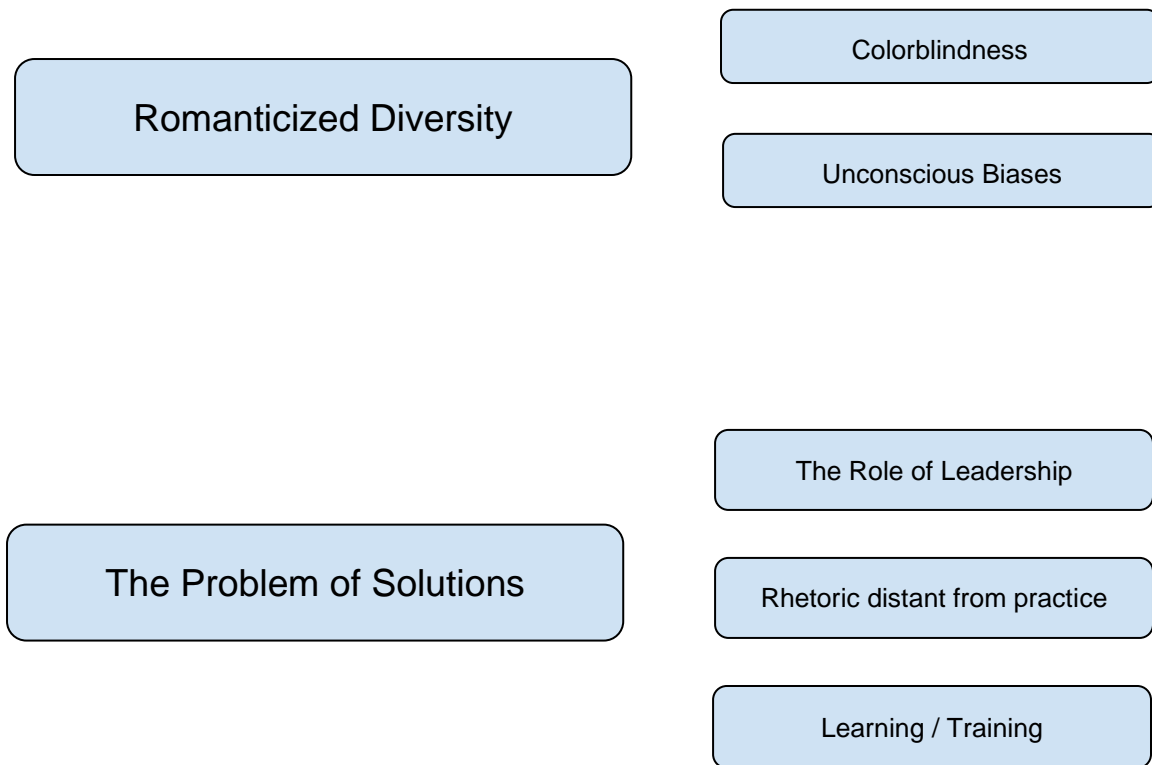 Romanticized Diversity
Colorblindness
Unconscious Biases
The Problem of Solutions
The Role of Leadership
Rhetoric distant from practice
Learning / Training